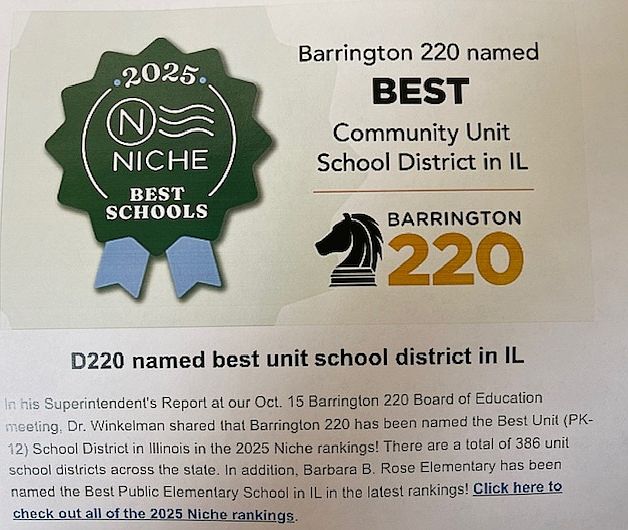 2025
N
NICHE
BEST
SCHOOLS
Barrington 220 named
BEST
Community Unit
School District in IL
BARRINGTON
220
D220 named best unit school district in IL
In his Superintendent's Report at our Oct. 15 Barrington 220 Board of Education
meeting, Dr. Winkelman shared that Barrington 220 has been named the Best Unit (PK-
12) School District in Illinois in the 2025 Niche rankings! There are a total of 386 unit
school districts across the state. In addition, Barbara B. Rose Elementary has been
named the Best Public Elementary School in IL in the latest rankings! Click here to
check out all of the 2025 Niche rankings.